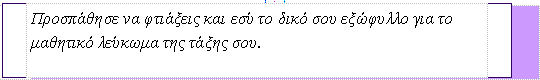 Προσπάθησε να φτιάξεις και εσύ το δικό σου εξώφυλλο για το
μαθητικό λεύκωμα της τάξης σου.